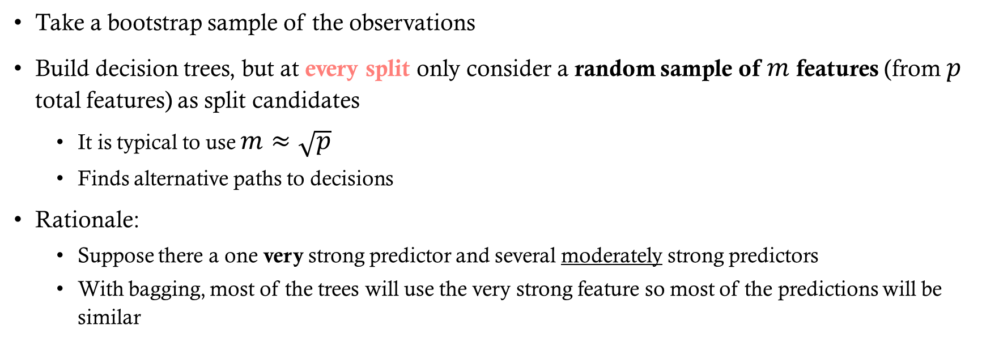 • Take a bootstrap sample of the observations
• Build decision trees, but at every split only consider a random sample of m features (from p
total features) as split candidates
• It is typical to use m ≈ √p
• Finds alternative paths to decisions
• Rationale:
• Suppose there a one very strong predictor and several moderately strong predictors
• With bagging, most of the trees will use the very strong feature so most of the predictions will be
similar